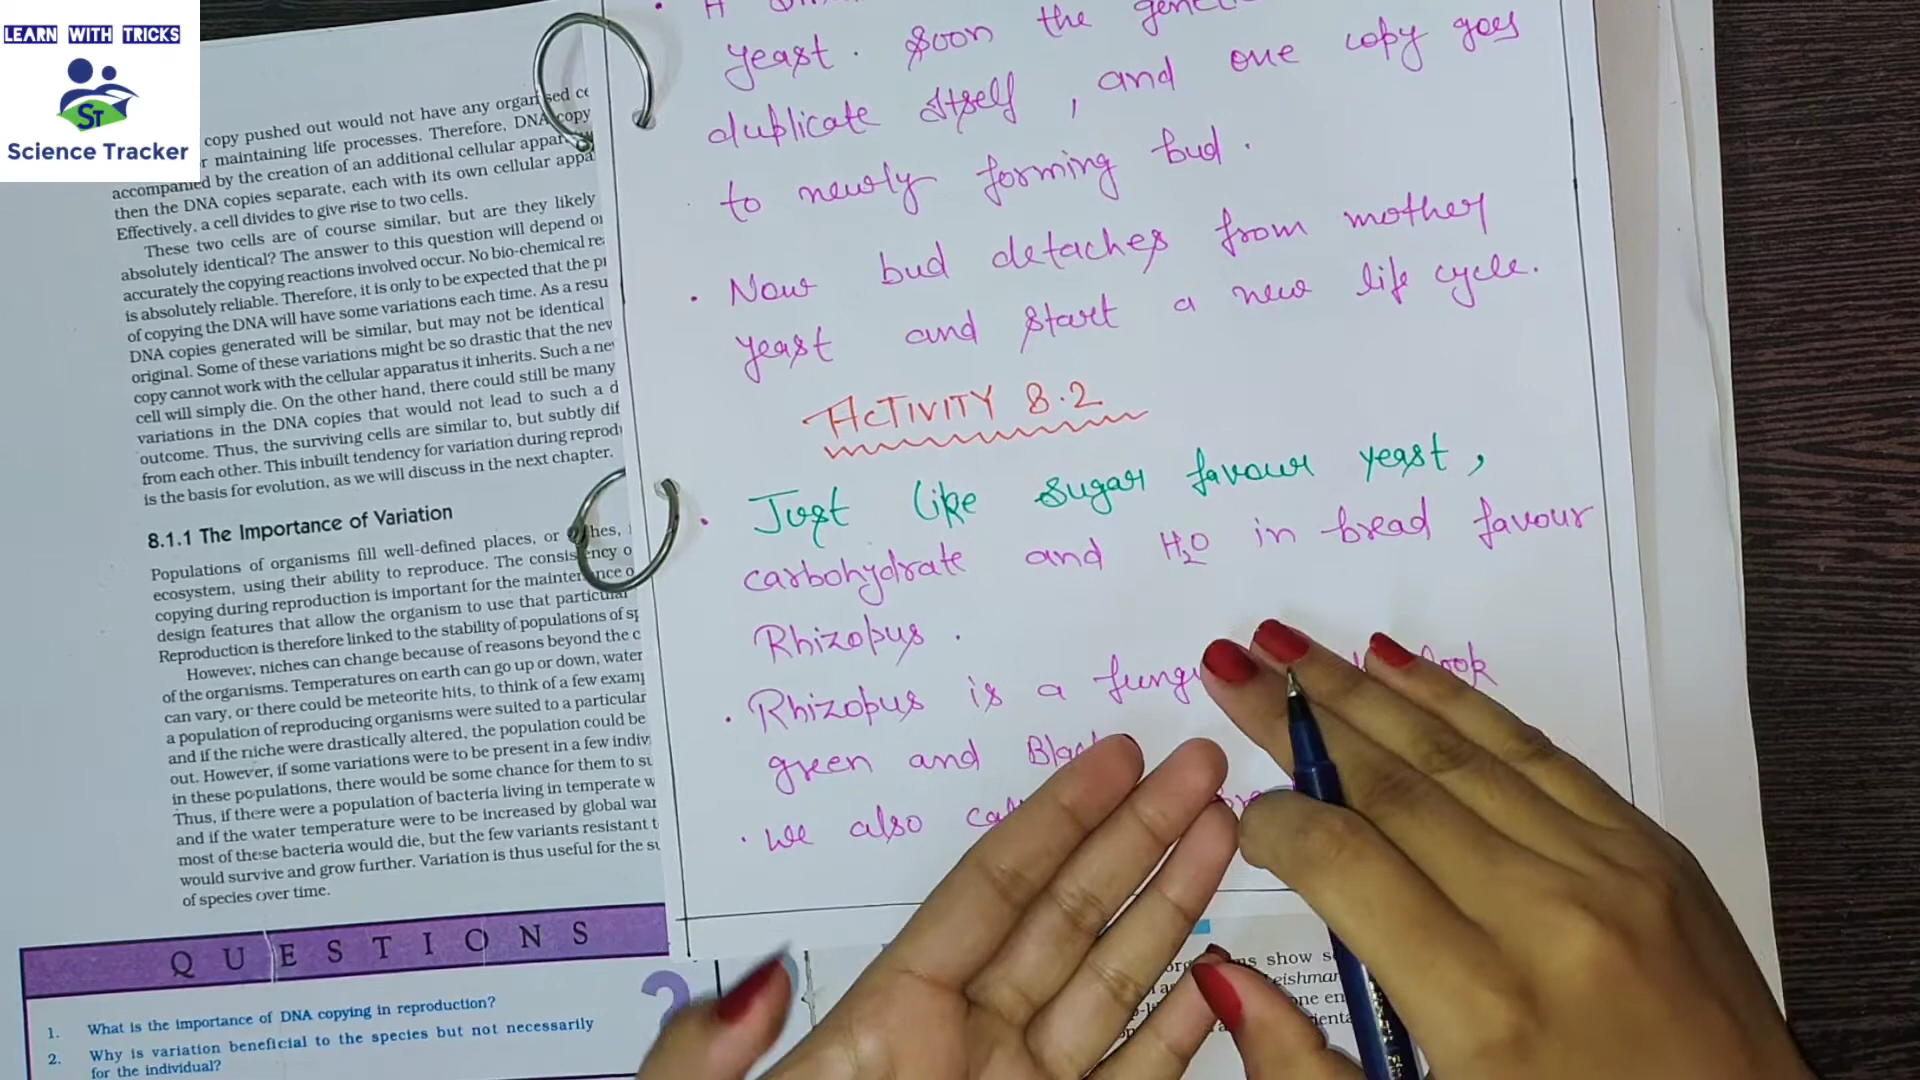 LEARN WITH TRICKS
ST
Science Tracker
copy pushed out would not have any organised
maintaining life processes. Therefore, DNA copy
accompanied by the creation of an additional cellular
then the DNA copies separate, each with its own cellular
Effectively, a cell divides to give rise to two cells.
These two cells are of course similar, but are they likely
absolutely identical? The answer to this question will depend
accurately the copying reactions involved occur. No bio-chemical
is absolutely reliable. Therefore, it is only to be expected that the
of copying the DNA will have some variations each time. As a
DNA copies generated will be similar, but may not be identical
original. Some of these variations might be so drastic that the
copy cannot work with the cellular apparatus it inherits. Such a
cell will simply die. On the other hand, there could still be many
variations in the DNA copies that would not lead to such a
outcome. Thus, the surviving cells are similar to, but subtly
from each other. This inbuilt tendency for variation during
is the basis for evolution, as we will discuss in the next chapter.
8.1.1 The Importance of Variation
Populations of organisms fill well-defined places, or
ecosystem, using their ability to reproduce. The
copying during reproduction is important for the
design features that allow the organism to use that particular
Reproduction is therefore linked to the stability of populations of
However, niches can change because of reasons beyond the
of the organisms. Temperatures on earth can go up or down, water
can vary, or there could be meteorite hits, to think of a few
a population of reproducing organisms were suited to a particular
and if the niche were drastically altered, the population could be
out. However, if some variations were to be present in a few
in these populations, there would be some chance for them to
Thus, if there were a population of bacteria living in temperate
and if the water temperature were to be increased by global
most of these bacteria would die, but the few variants resistant
would survive and grow further. Variation is thus useful for the
of species over time.
QUESTIONS
1. What is the importance of DNA copying in reproduction?
2. Why is variation beneficial to the species but not necessarily
for the individual?
yeast. Soon the
duplicate itself, and one copy goes
to newly forming bud.
• Now bud detaches from mother
yeast and start a new life cycle.
ACTIVITY 8.2
• Just like sugar favour yeast,
carbohydrate and H₂O in bread favour
Rhizopus.
• Rhizopus is a look
green and
• We also
show